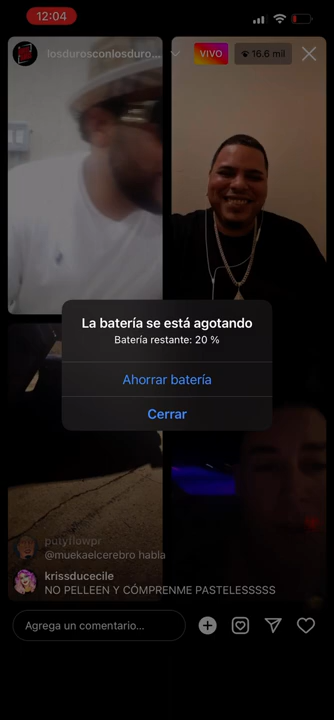 12:04
losdurosconlosduro...
VIVO
16.6 mil
La batería se está agotando
Batería restante: 20 %
Ahorrar batería
Cerrar
putyflowpr
@muekaelcerebro habla
krissducecile
NO PELLEEN Y CÓMPRENME PASTELESSSSS
Agrega un comentario...